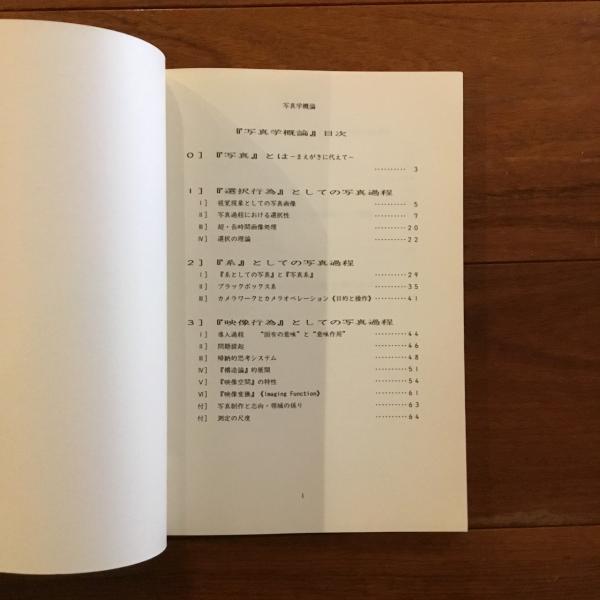 写真学概論
『写真学概論』目次
0] 『写真』とは－まえがきに代えて－
·········· 3
1] 『選択行為』としての写真過程
Ⅰ] 視覚現象としての写真画像 ·········· 5
Ⅱ] 写真過程における選択性 ·········· 7
Ⅲ] 超・長時間画像処理 ·········· 20
Ⅳ] 選択の理論 ·········· 22
2] 『系』としての写真過程
Ⅰ] 『系としての写真』と『写真系』 ·········· 29
Ⅱ] ブラックボックス系 ·········· 35
Ⅲ] カメラワークとカメラオペレーション《目的と操作》 ·········· 41
3] 『映像行為』としての写真過程
Ⅰ] 導入過程 “固有の意味”と“意味作用” ·········· 44
Ⅱ] 問題提起 ·········· 46
Ⅲ] 帰納的思考システム ·········· 48
Ⅳ] 『構造論』的展開 ·········· 51
Ⅴ] 『映像空間』の特性 ·········· 54
Ⅵ] 『映像変換』《Imaging Function》 ·········· 61
付] 写真制作と志向・領域の係り ·········· 63
付] 測定の尺度 ·········· 64
1